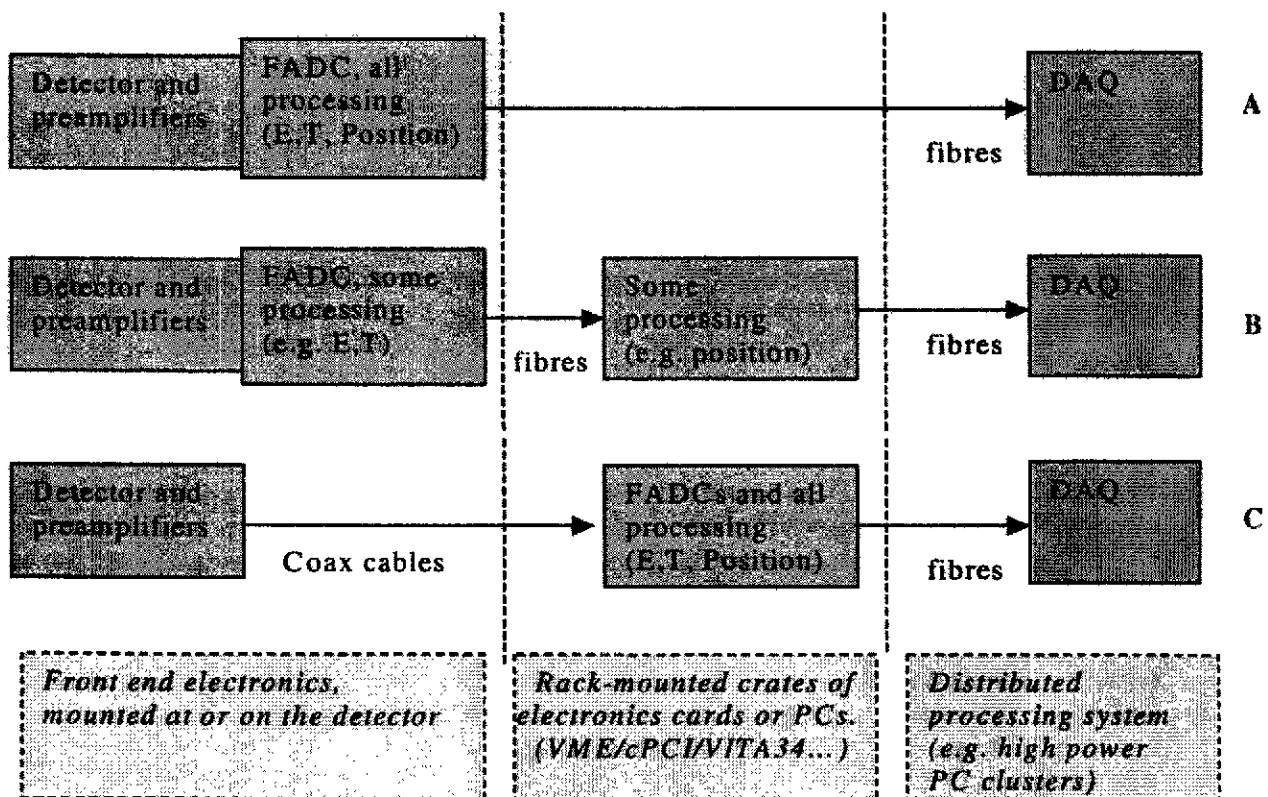 Detector and
preamplifiers
FADC, all
processing
(E,T, Position)
fibres
DAQ
A
Detector and
preamplifiers
FADC, some
processing
(e.g. E,T)
fibres
Some
processing
(e.g. position)
fibres
DAQ
B
Detector and
preamplifiers
Coax cables
FADCs and all
processing
(E,T, Position)
fibres
DAQ
C
Front end electronics,
mounted at or on the detector
Rack-mounted crates of
electronics cards or PCs.
(VME/cPCI/VITA34...)
Distributed
processing system
(e.g. high power
PC clusters)